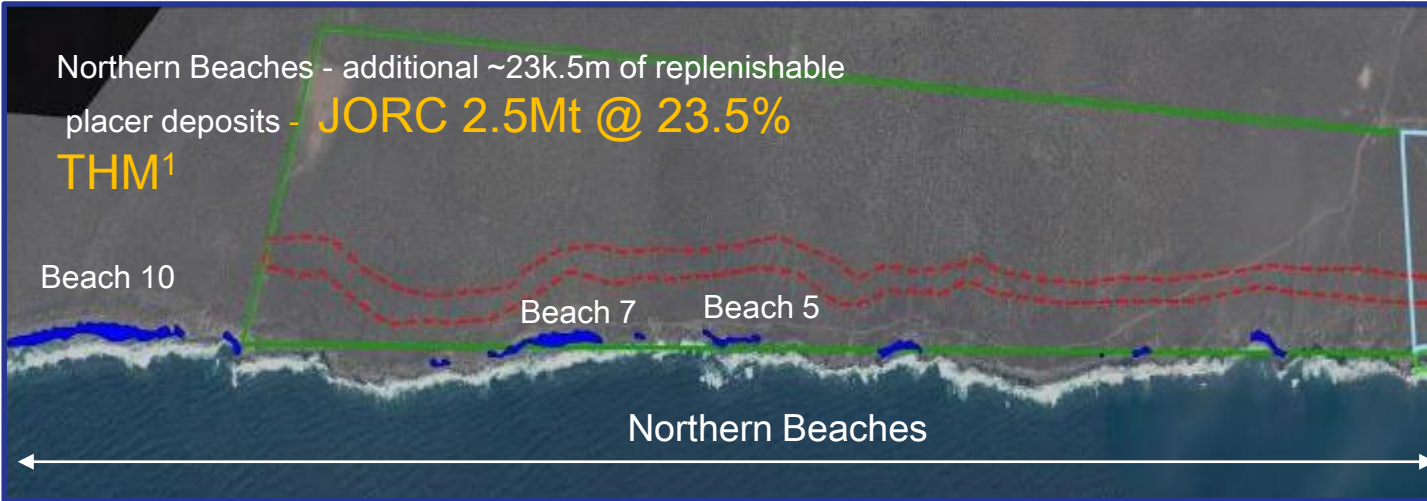 Northern Beaches - additional ~23k.5m of replenishable
placer deposits - JORC 2.5Mt @ 23.5%
THM¹
Beach 10
Beach 7
Beach 5
Northern Beaches